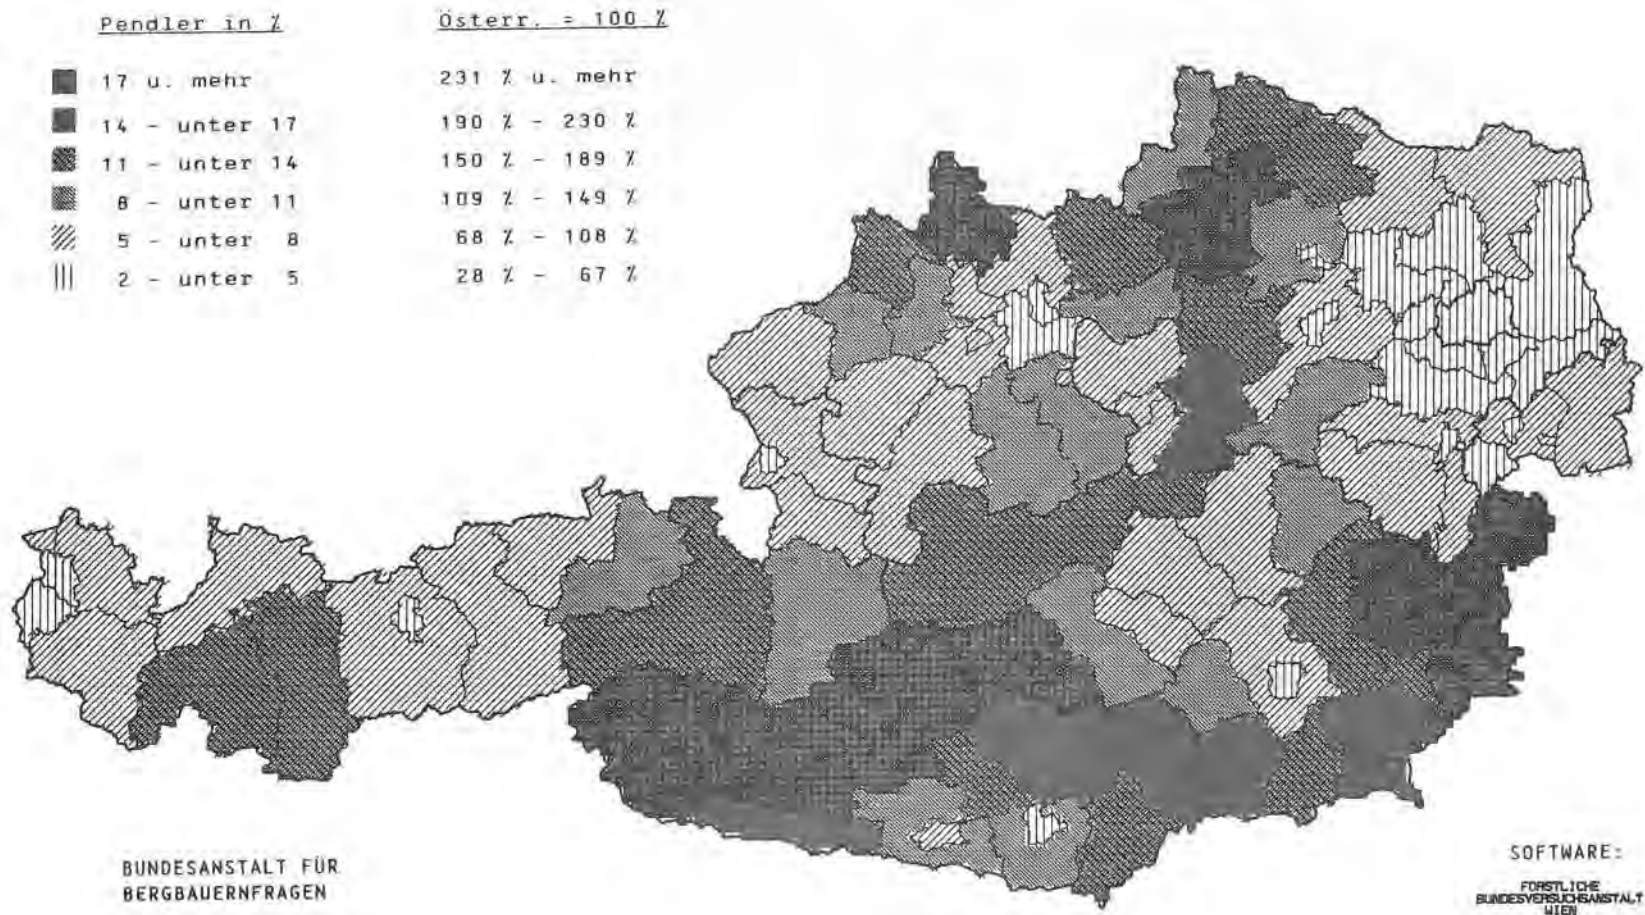 Pendler in % Österr. = 100 %
17 u. mehr 231 % u. mehr
14 - unter 17 190 % - 230 %
11 - unter 14 150 % - 189 %
8 - unter 11 109 % - 149 %
5 - unter 8 68 % - 108 %
2 - unter 5 28 % - 67 %
BUNDESANSTALT FÜR
BERGBAUERNFRAGEN
SOFTWARE:
FORSTLICHE
BUNDESVERSUCHSANSTALT
WIEN